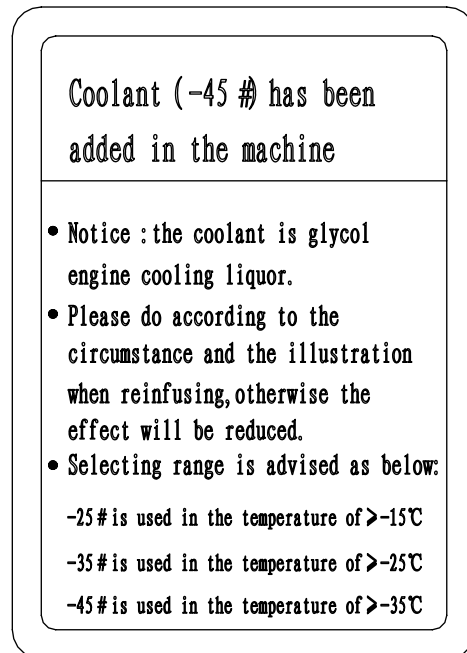 Coolant (-45 #) has been
added in the machine
• Notice : the coolant is glycol
engine cooling liquor.
• Please do according to the
circumstance and the illustration
when reinfusing, otherwise the
effect will be reduced.
• Selecting range is advised as below:
-25# is used in the temperature of >-15℃
-35# is used in the temperature of >-25℃
-45# is used in the temperature of >-35℃